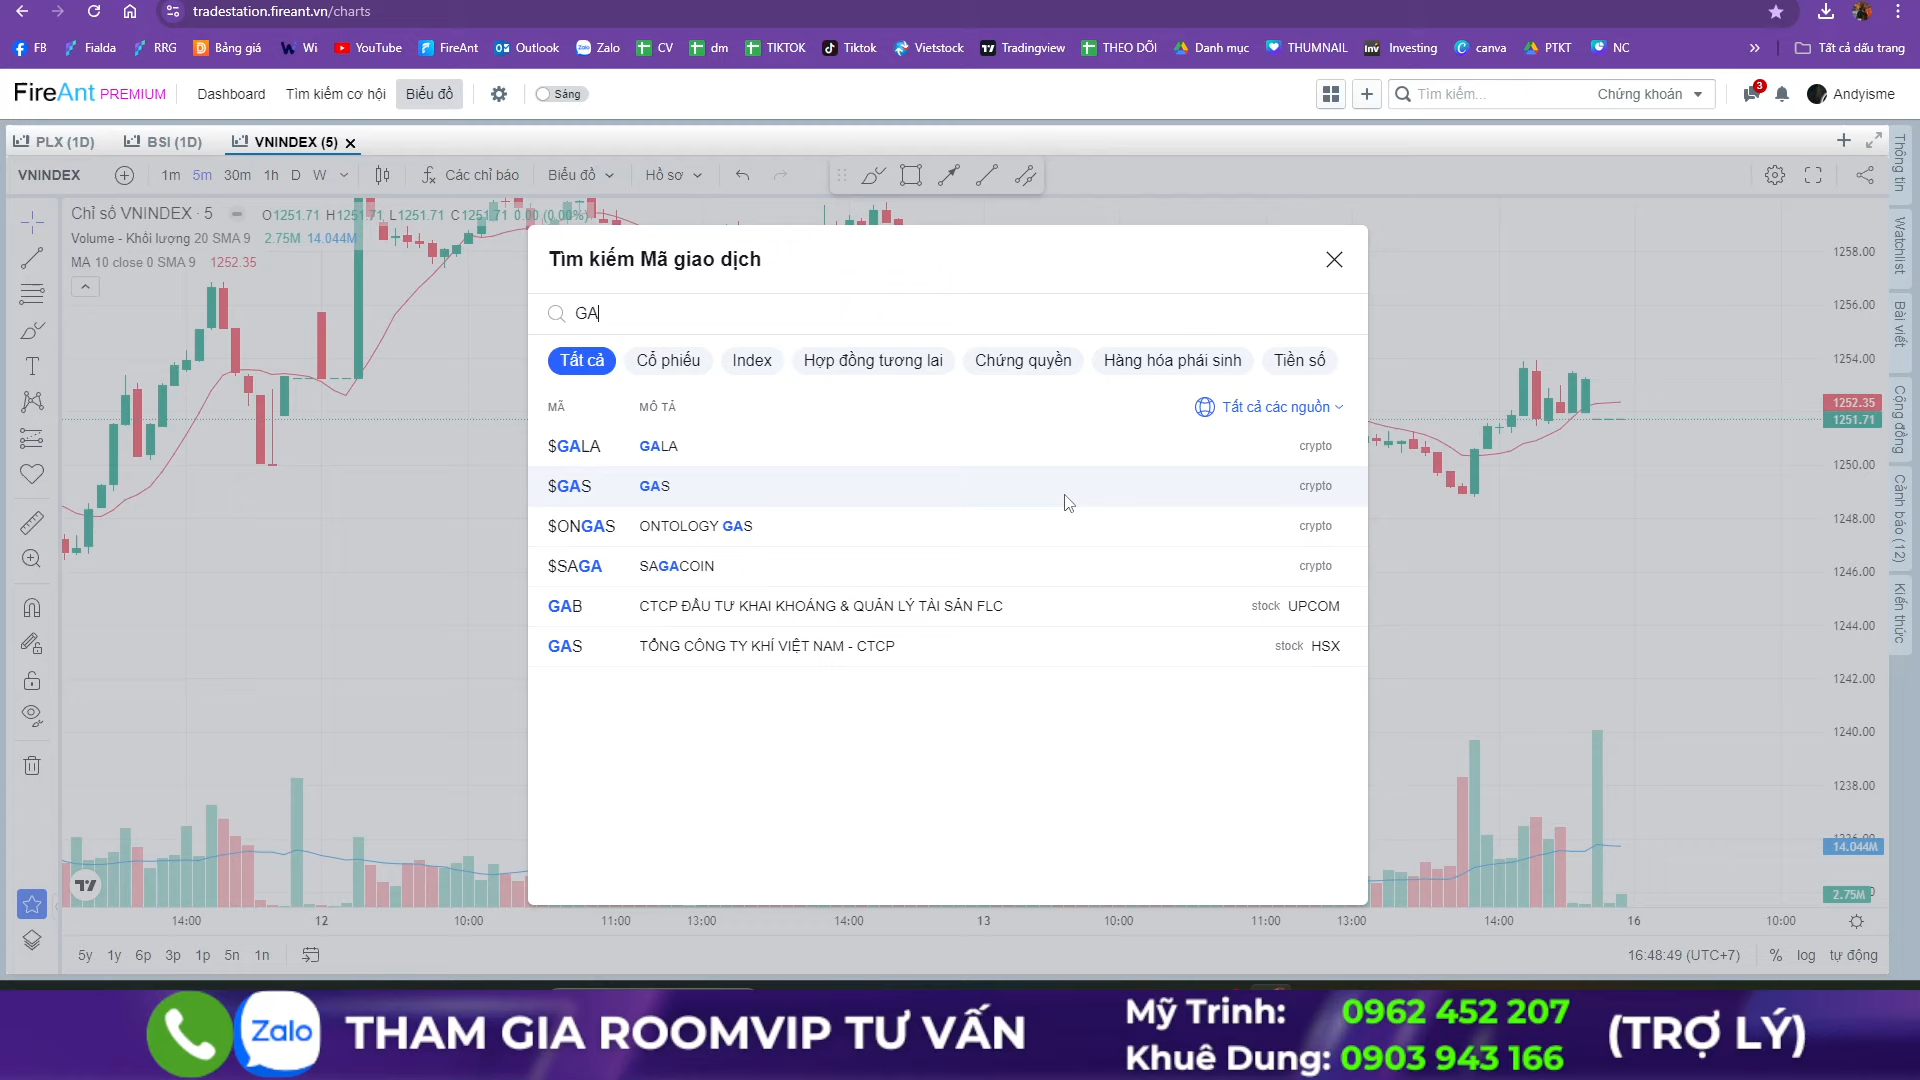 tradestation.fireant.vn/charts
FB Fialda RRG Bảng giá Wi YouTube FireAnt Outlook Zalo CV dm TIKTOK Tiktok Vietstock Tradingview THEO DÕI Danh mục THUMNAIL Investing canva PTKT NC » Tất cả dấu trang
FireAnt PREMIUM Dashboard Tìm kiếm cơ hội Biểu đồ Sáng Tìm kiếm... Chứng khoán 3 Andyisme
PLX (1D) BSI (1D) VNINDEX (5)
VNINDEX 1m 5m 30m 1h D W Các chỉ báo Biểu đồ Hồ sơ
Chỉ số VNINDEX · 5 O1251.71 H1251.71 L1251.71 C1251.71 0.00 (0.00%)
Volume - Khối lượng 20 SMA 9 2.75M 14.044M
MA 10 close 0 SMA 9 1252.35
Tìm kiếm Mã giao dịch
GA
Tất cả Cổ phiếu Index Hợp đồng tương lai Chứng quyền Hàng hóa phái sinh Tiền số
MÃ MÔ TẢ Tất cả các nguồn
$GALA GALA crypto
$GAS GAS crypto
$ONGAS ONTOLOGY GAS crypto
$SAGA SAGACOIN crypto
GAB CTCP ĐẦU TƯ KHAI KHOÁNG & QUẢN LÝ TÀI SẢN FLC stock UPCOM
GAS TỔNG CÔNG TY KHÍ VIỆT NAM - CTCP stock HSX
1258.00
1256.00
1254.00
1252.35
1251.71
1250.00
1248.00
1246.00
1244.00
1242.00
1240.00
1238.00
14.044M
2.75M
Thông tin
Watchlist
Bài viết
Cộng đồng
Cảnh báo (12)
Kiến thức
14:00 12 10:00 11:00 13:00 14:00 13 10:00 11:00 13:00 14:00 16 10:00
5y 1y 6p 3p 1p 5n 1n 16:48:49 (UTC+7) % log tự động
Zalo THAM GIA ROOMVIP TƯ VẤN
Mỹ Trinh: 0962 452 207
Khuê Dung: 0903 943 166
(TRỢ LÝ)